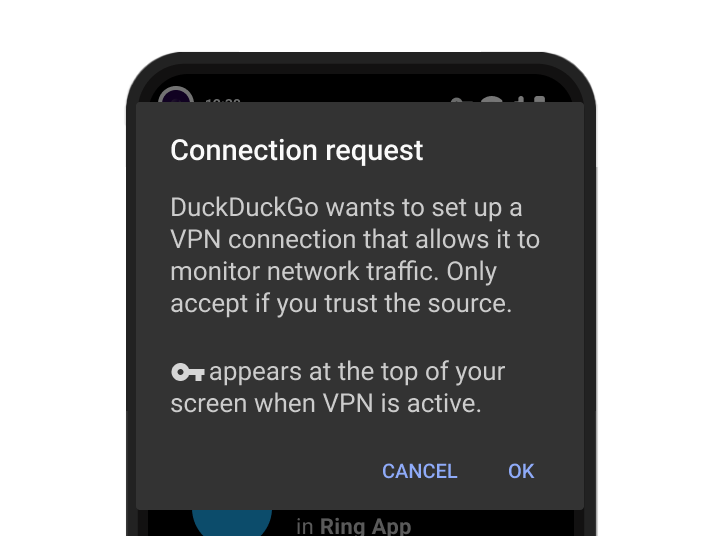 Connection request
DuckDuckGo wants to set up a
VPN connection that allows it to
monitor network traffic. Only
accept if you trust the source.
appears at the top of your
screen when VPN is active.
CANCEL OK
in Ring App